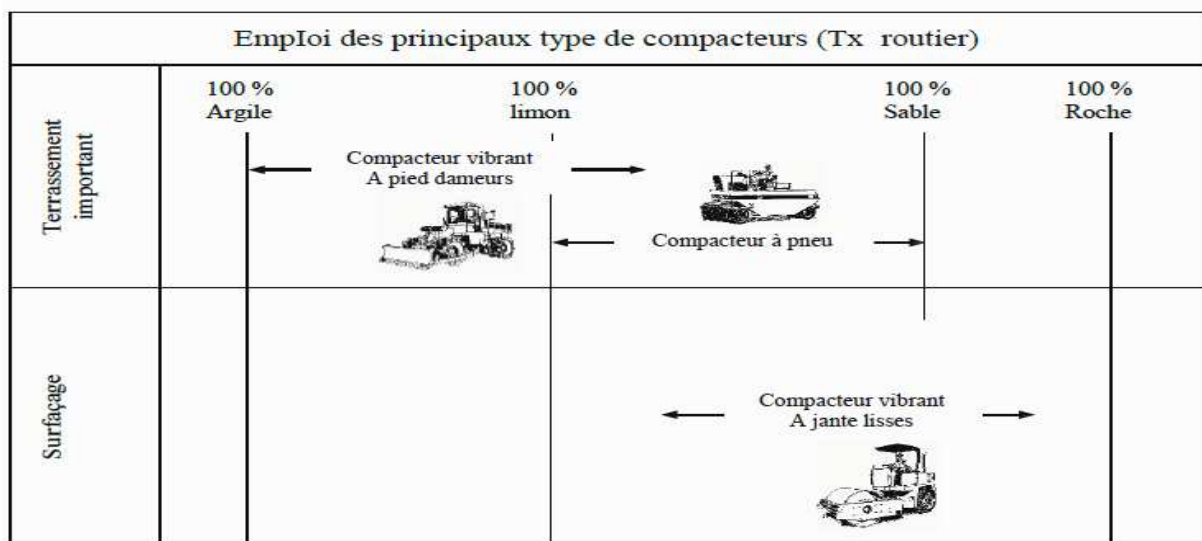 EmpIoi des principaux type de compacteurs (Tx routier)
100 %
Argile
100 %
limon
100 %
Sable
100 %
Roche
Terrassement
important
Compacteur vibrant
A pied dameurs
Compacteur à pneu
Surfaçage
Compacteur vibrant
A jante lisses